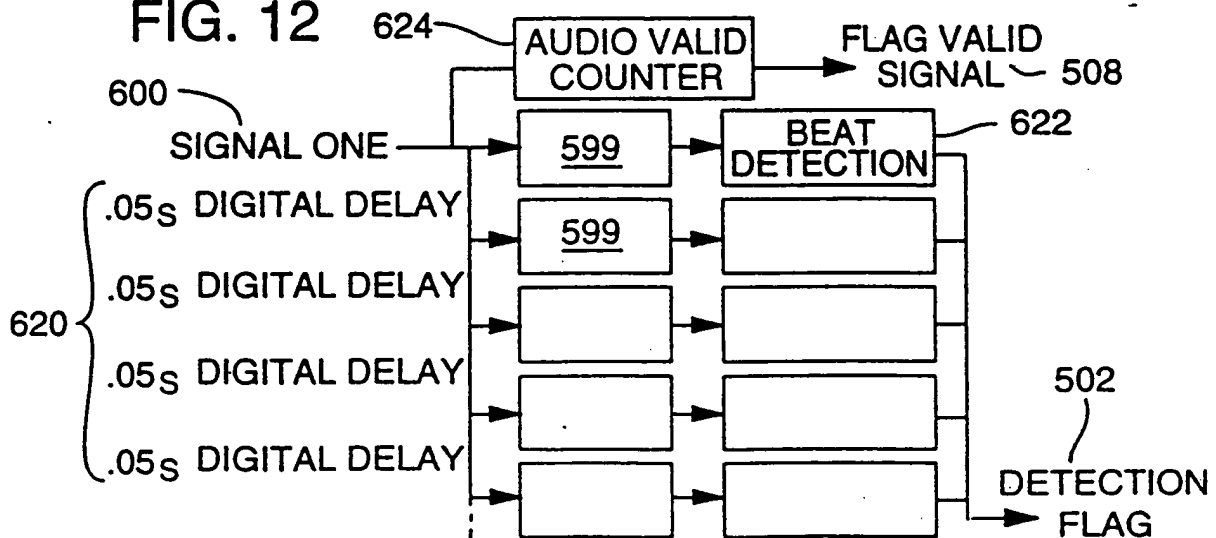 FIG. 12
624
AUDIO VALID
COUNTER
FLAG VALID
SIGNAL
508
600
SIGNAL ONE
599
BEAT
DETECTION
622
.05s DIGITAL DELAY
599
.05s DIGITAL DELAY
620
.05s DIGITAL DELAY
502
.05s DIGITAL DELAY
DETECTION
FLAG